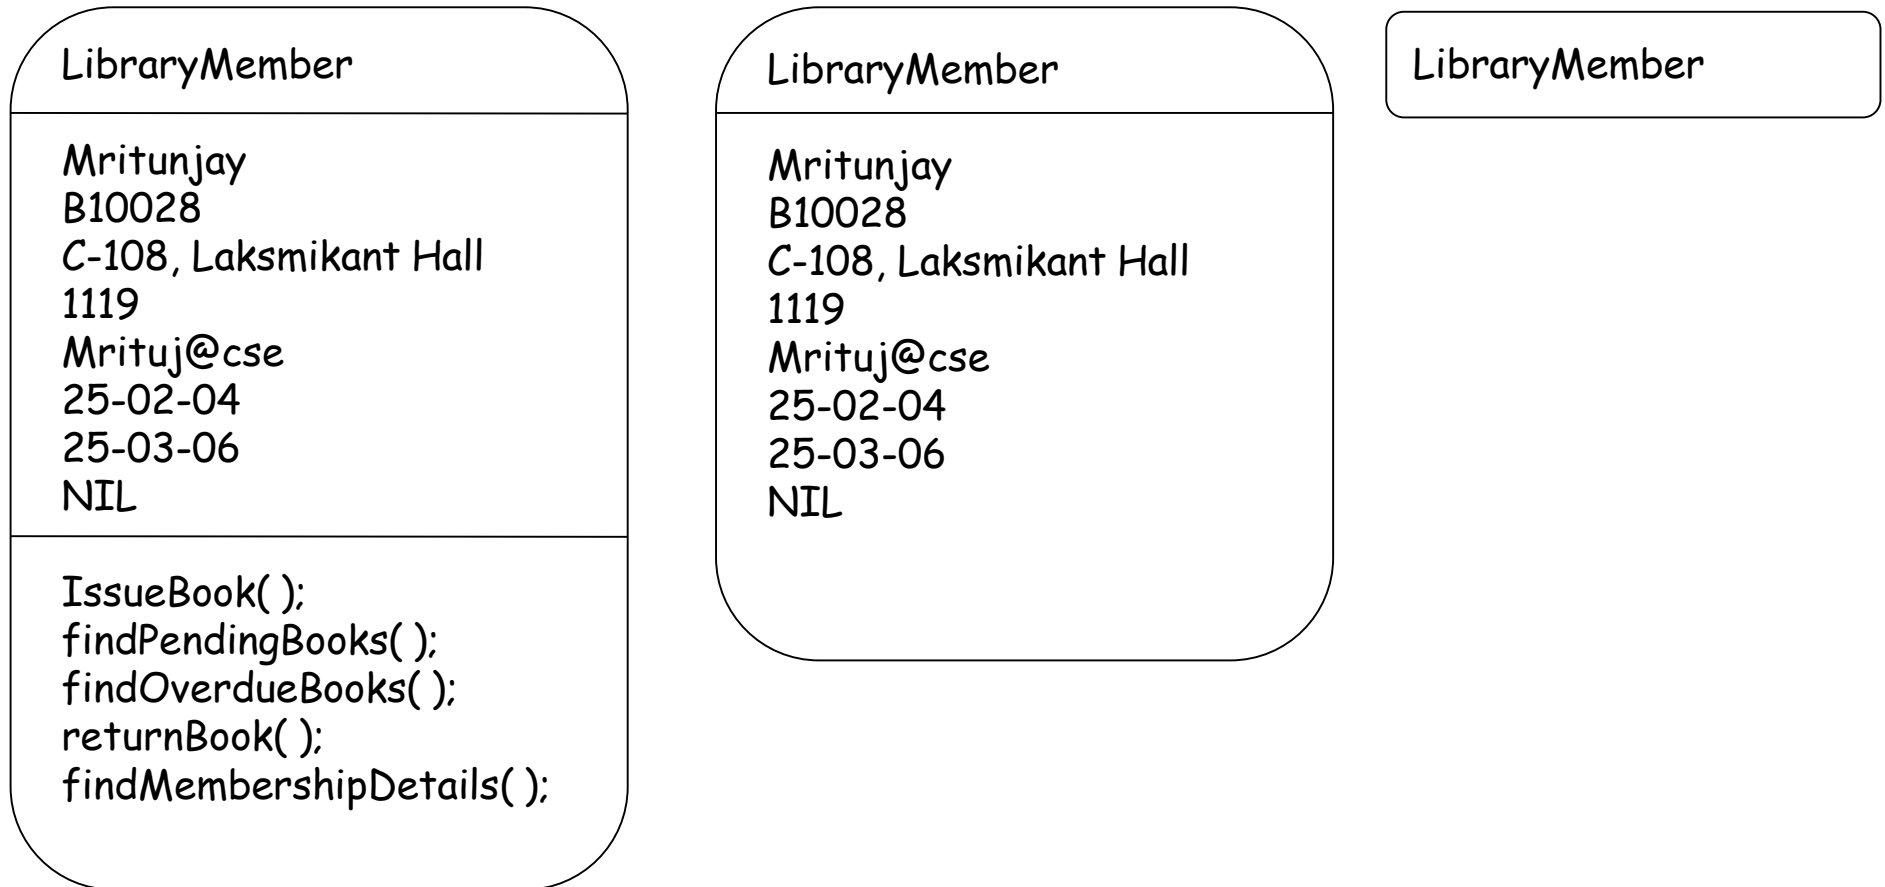 LibraryMember
Mritunjay
B10028
C-108, Laksmikant Hall
1119
Mrituj@cse
25-02-04
25-03-06
NIL
IssueBook( );
findPendingBooks( );
findOverdueBooks( );
returnBook( );
findMembershipDetails( );
LibraryMember
Mritunjay
B10028
C-108, Laksmikant Hall
1119
Mrituj@cse
25-02-04
25-03-06
NIL
LibraryMember